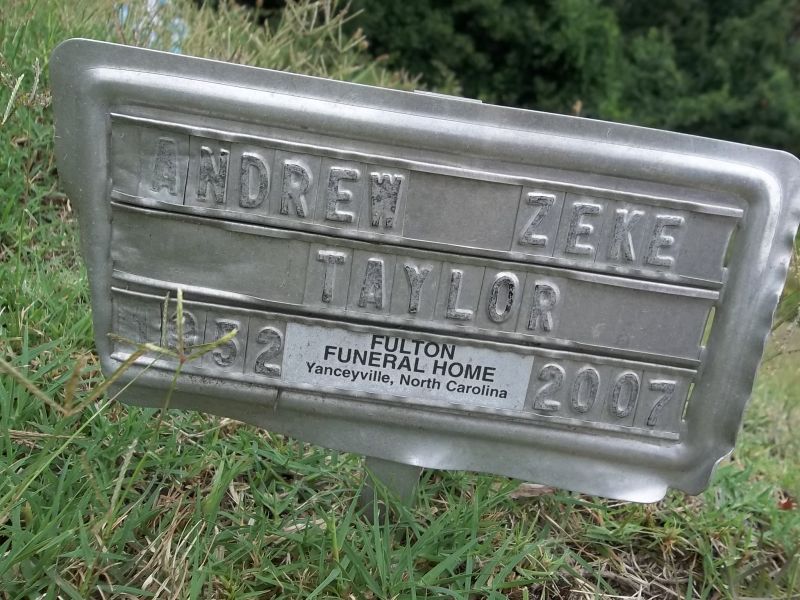 ANDREW ZEKE
TAYLOR
1932
FULTON
FUNERAL HOME
Yanceyville, North Carolina
2007